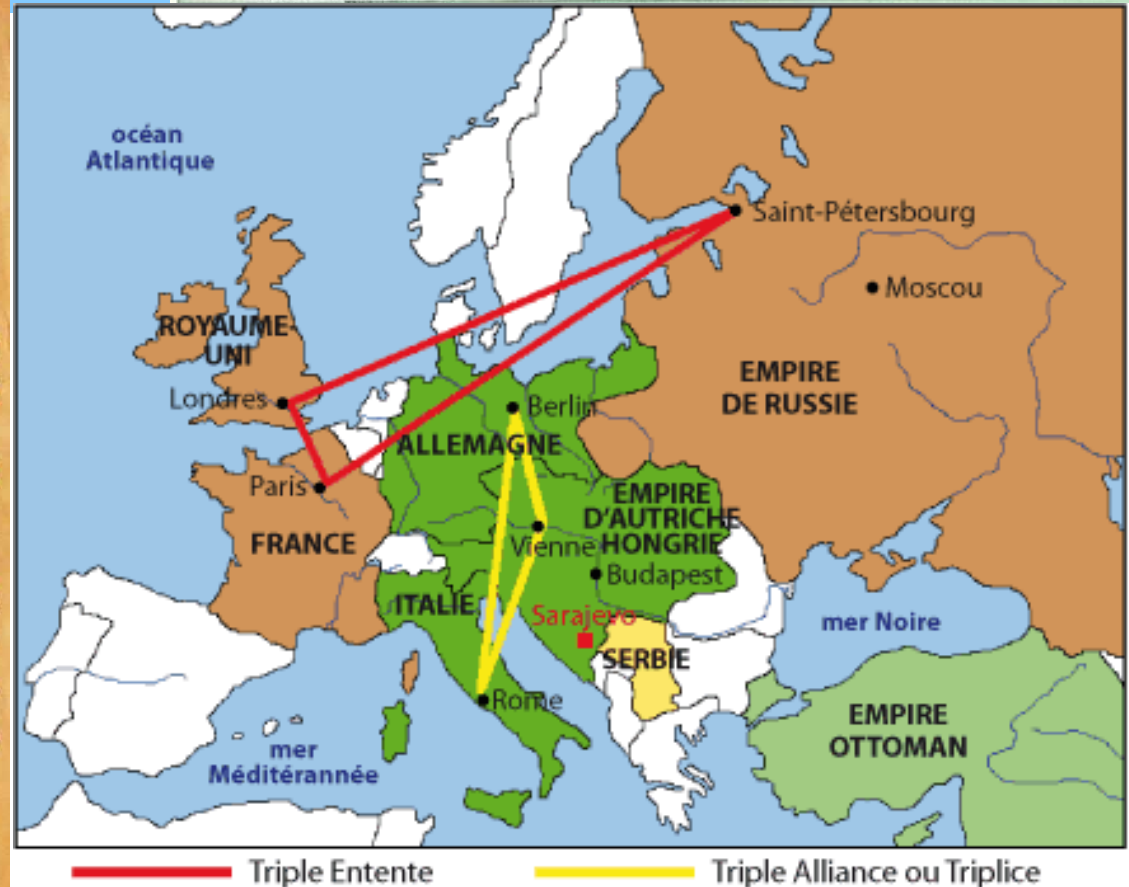 océan
Atlantique
Saint-Pétersbourg
Moscou
ROYAUME-
UNI
EMPIRE
DE RUSSIE
Londres
Berlin
ALLEMAGNE
Paris
EMPIRE
D'AUTRICHE
HONGRIE
FRANCE
Vienne
Budapest
ITALIE
Sarajevo
mer Noire
SERBIE
Rome
EMPIRE
OTTOMAN
mer
Méditérannée
Triple Entente
Triple Alliance ou Triplice